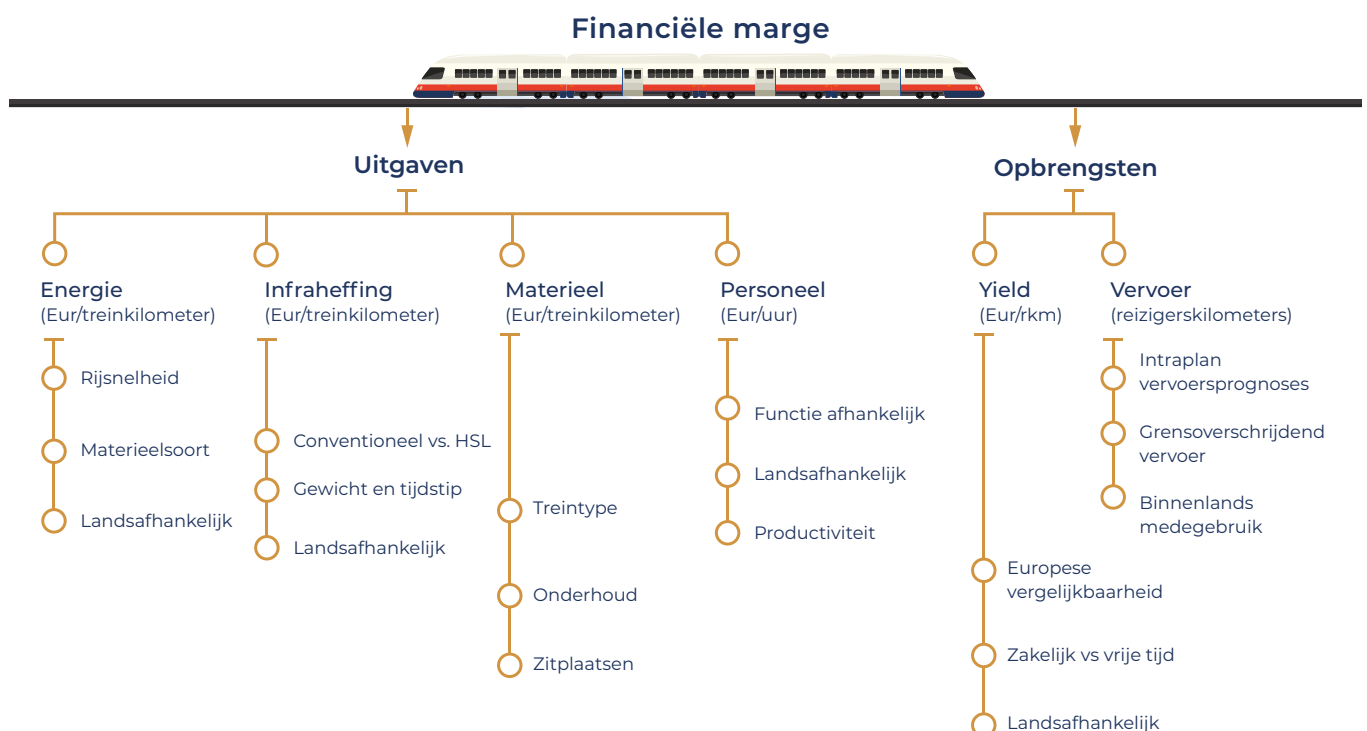 Financiële marge
Uitgaven
Energie
(Eur/treinkilometer)
Rijsnelheid
Materieelsoort
Landsafhankelijk
Infraheffing
(Eur/treinkilometer)
Conventioneel vs. HSL
Gewicht en tijdstip
Landsafhankelijk
Materieel
(Eur/treinkilometer)
Treintype
Onderhoud
Zitplaatsen
Personeel
(Eur/uur)
Functie afhankelijk
Landsafhankelijk
Productiviteit
Opbrengsten
Yield
(Eur/rkm)
Europese
vergelijkbaarheid
Zakelijk vs vrije tijd
Landsafhankelijk
Vervoer
(reizigerskilometers)
Intraplan
vervoersprognoses
Grensoverschrijdend
vervoer
Binnenlands
medegebruik